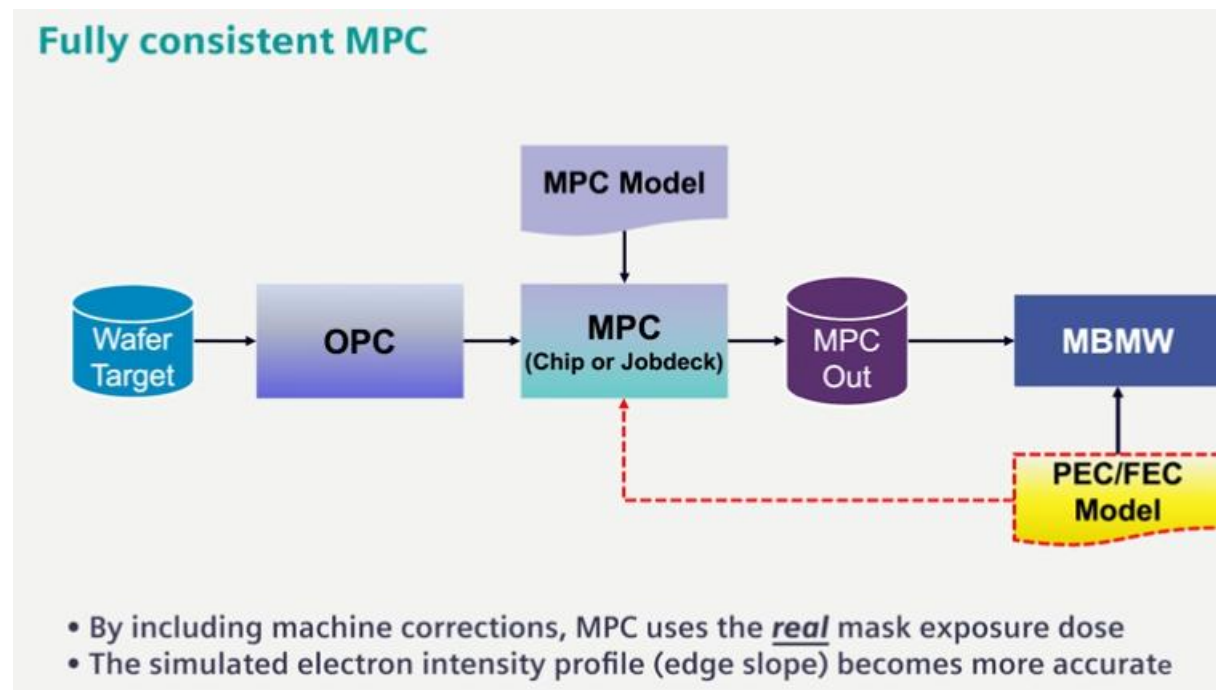 Fully consistent MPC
MPC Model
Wafer
Target
OPC
MPC
(Chip or Jobdeck)
MPC
Out
MBMW
PEC/FEC
Model
• By including machine corrections, MPC uses the real mask exposure dose
• The simulated electron intensity profile (edge slope) becomes more accurate